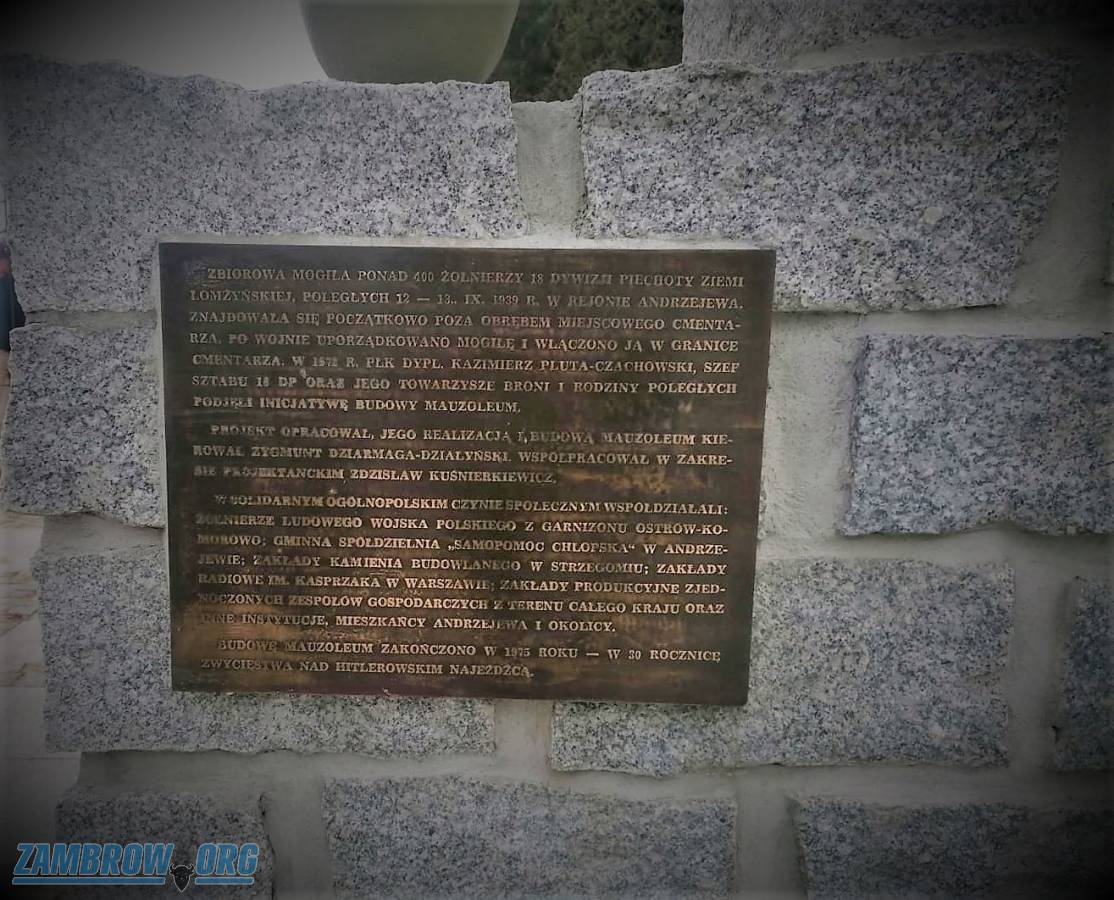 ZBIOROWA MOGIŁA PONAD 400 ŻOŁNIERZY 18 DYWIZJI PIECHOTY ZIEMI
ŁOMŻYŃSKIEJ, POLEGŁYCH 12 — 13.. IX. 1939 R. W REJONIE ANDRZEJEWA,
ZNAJDOWAŁA SIĘ POCZĄTKOWO POZA OBRĘBEM MIEJSCOWEGO CMENTA-
RZA. PO WOJNIE UPORZĄDKOWANO MOGIŁĘ I WŁĄCZONO JĄ W GRANICE
CMENTARZA. W 1972 R. PŁK DYPL. KAZIMIERZ PLUTA-CZACHOWSKI, SZEF
SZTABU 18 DP ORAZ JEGO TOWARZYSZE BRONI I RODZINY POLEGŁYCH
PODJĘLI INICJATYWĘ BUDOWY MAUZOLEUM.
PROJEKT OPRACOWAŁ, JEGO REALIZACJĄ I BUDOWĄ MAUZOLEUM KIE-
ROWAŁ ZYGMUNT DZIARMAGA-DZIAŁYŃSKI. WSPÓŁPRACOWAŁ W ZAKRE-
SIE PROJEKTANCKIM ZDZISŁAW KUŚNIERKIEWICZ.
W SOLIDARNYM OGÓLNOPOLSKIM CZYNIE SPOŁECZNYM WSPÓŁDZIAŁALI:
ŻOŁNIERZE LUDOWEGO WOJSKA POLSKIEGO Z GARNIZONU OSTRÓW-KO-
MOROWO; GMINNA SPÓŁDZIELNIA „SAMOPOMOC CHŁOPSKA“ W ANDRZE-
JEWIE; ZAKŁADY KAMIENIA BUDOWLANEGO W STRZEGOMIU; ZAKŁADY
RADIOWE IM. KASPRZAKA W WARSZAWIE; ZAKŁADY PRODUKCYJNE ZJED-
NOCZONYCH ZESPOŁÓW GOSPODARCZYCH Z TERENU CAŁEGO KRAJU ORAZ
INNE INSTYTUCJE, MIESZKAŃCY ANDRZEJEWA I OKOLICY.
BUDOWĘ MAUZOLEUM ZAKOŃCZONO W 1975 ROKU — W 30 ROCZNICĘ
ZWYCIĘSTWA NAD HITLEROWSKIM NAJEŹDŹCĄ.
ZAMBROW.ORG